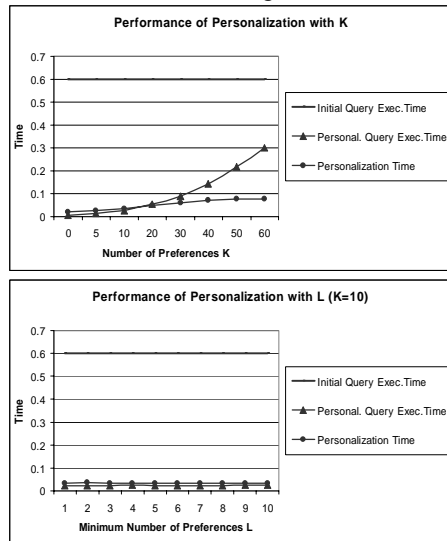 Performance of Personalization with K
0.7
0.6
0.5
0.4
0.3
0.2
0.1
0
Time
0 5 10 20 30 40 50 60
Number of Preferences K
Initial Query Exec.Time
Personal. Query Exec.Time
Personalization Time
Performance of Personalization with L (K=10)
0.7
0.6
0.5
0.4
0.3
0.2
0.1
0
Time
1 2 3 4 5 6 7 8 9 10
Minimum Number of Preferences L
Initial Query Exec.Time
Personal. Query Exec.Time
Personalization Time